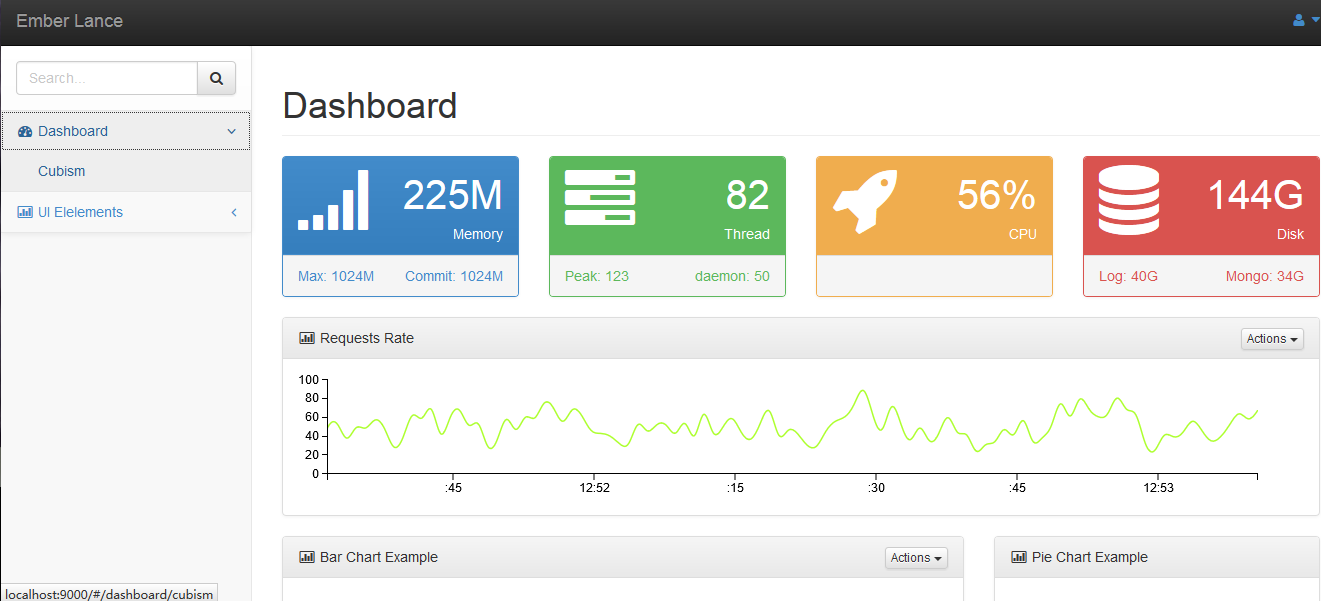 Ember Lance
Search...
Dashboard
Cubism
UI Elelements
Dashboard
225M
Memory
Max: 1024M Commit: 1024M
82
Thread
Peak: 123 daemon: 50
56%
CPU
144G
Disk
Log: 40G Mongo: 34G
Requests Rate
Actions
100
80
60
40
20
0
:45 12:52 :15 :30 :45 12:53
Bar Chart Example
Actions
Pie Chart Example
localhost:9000/#/dashboard/cubism